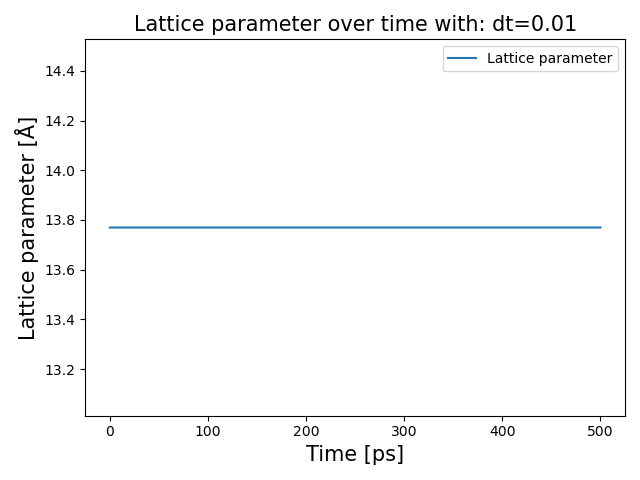 Lattice parameter over time with: dt=0.01
Lattice parameter
Lattice parameter [Å]
14.4
14.2
14.0
13.8
13.6
13.4
13.2
0 100 200 300 400 500
Time [ps]